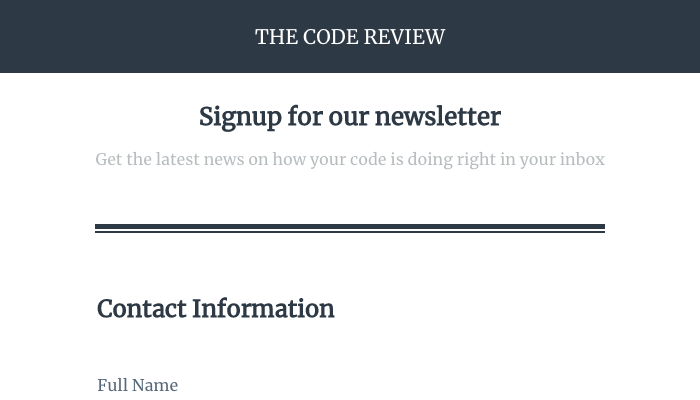 THE CODE REVIEW
Signup for our newsletter
Get the latest news on how your code is doing right in your inbox
Contact Information
Full Name